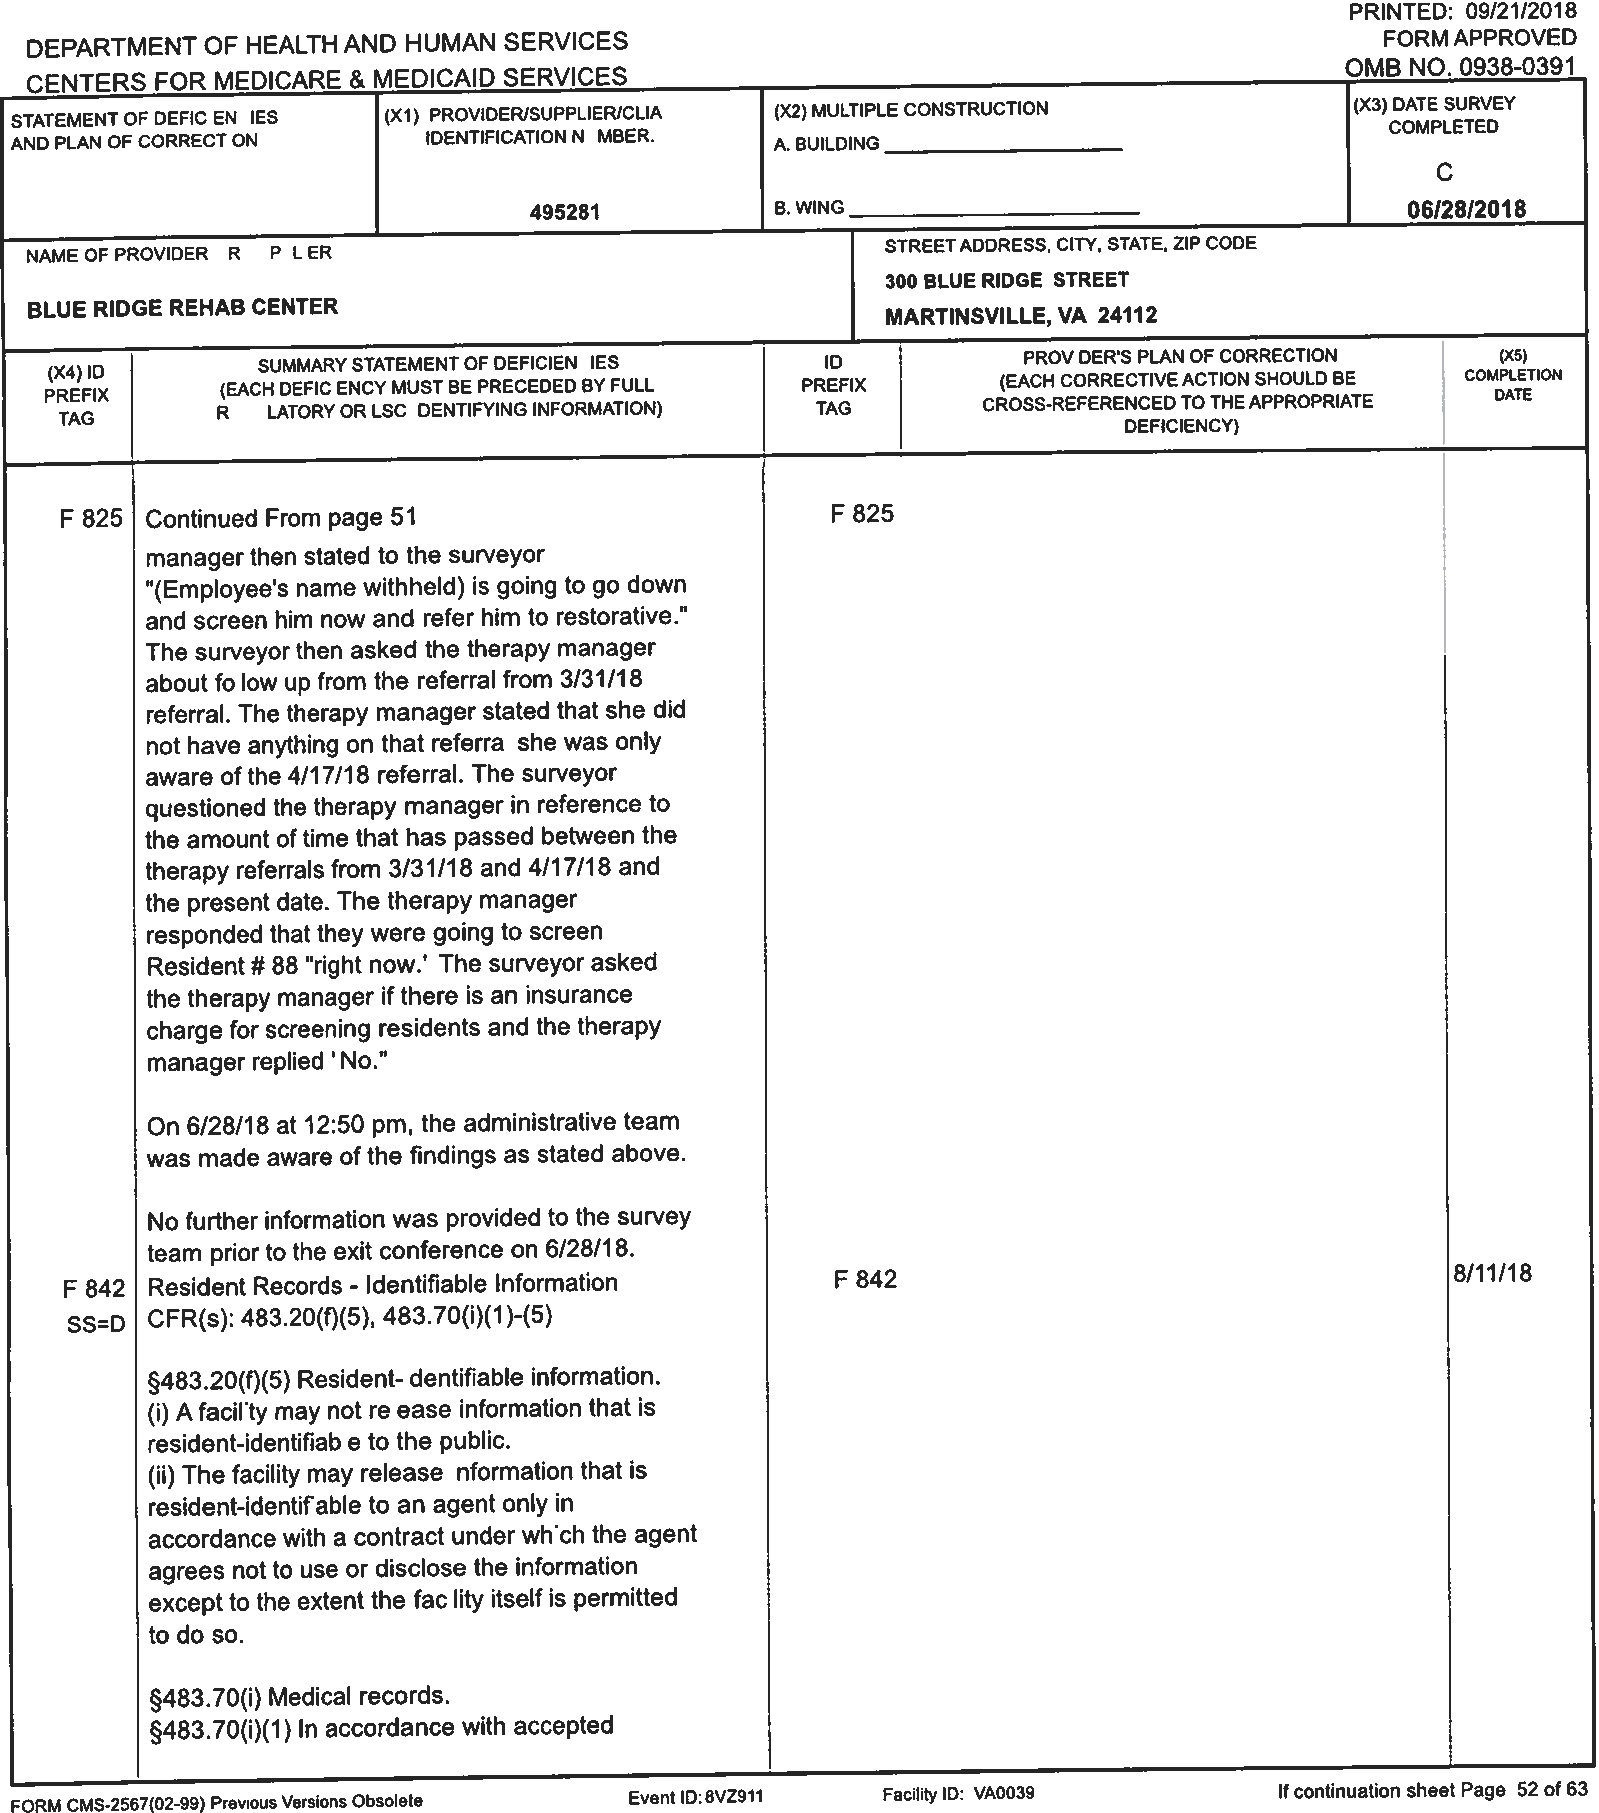 PRINTED: 09/21/2018
DEPARTMENT OF HEALTH AND HUMAN SERVICES
FORM APPROVED
CENTERS FOR MEDICARE & MEDICAID SERVICES
OMB NO. 0938-0391
STATEMENT OF DEFIC EN IES
AND PLAN OF CORRECT ON
(X1) PROVIDER/SUPPLIER/CLIA
IDENTIFICATION N MBER.
495281
(X2) MULTIPLE CONSTRUCTION
A. BUILDING
B. WING
(X3) DATE SURVEY
COMPLETED
C
06/28/2018
NAME OF PROVIDER R P L ER
BLUE RIDGE REHAB CENTER
STREET ADDRESS, CITY, STATE, ZIP CODE
300 BLUE RIDGE STREET
MARTINSVILLE, VA 24112
(X4) ID
PREFIX
TAG
SUMMARY STATEMENT OF DEFICIEN IES
(EACH DEFIC ENCY MUST BE PRECEDED BY FULL
R LATORY OR LSC DENTIFYING INFORMATION)
ID
PREFIX
TAG
PROV DER'S PLAN OF CORRECTION
(EACH CORRECTIVE ACTION SHOULD BE
CROSS-REFERENCED TO THE APPROPRIATE
DEFICIENCY)
(X5)
COMPLETION
DATE
F 825 Continued From page 51 F 825
manager then stated to the surveyor
"(Employee's name withheld) is going to go down
and screen him now and refer him to restorative."
The surveyor then asked the therapy manager
about fo low up from the referral from 3/31/18
referral. The therapy manager stated that she did
not have anything on that referra she was only
aware of the 4/17/18 referral. The surveyor
questioned the therapy manager in reference to
the amount of time that has passed between the
therapy referrals from 3/31/18 and 4/17/18 and
the present date. The therapy manager
responded that they were going to screen
Resident # 88 "right now.' The surveyor asked
the therapy manager if there is an insurance
charge for screening residents and the therapy
manager replied 'No."
On 6/28/18 at 12:50 pm, the administrative team
was made aware of the findings as stated above.
No further information was provided to the survey
team prior to the exit conference on 6/28/18.
F 842 Resident Records - Identifiable Information F 842 8/11/18
SS=D CFR(s): 483.20(f)(5), 483.70(i)(1)-(5)
§483.20(f)(5) Resident- dentifiable information.
(i) A facil'ty may not re ease information that is
resident-identifiab e to the public.
(ii) The facility may release nformation that is
resident-identif able to an agent only in
accordance with a contract under wh'ch the agent
agrees not to use or disclose the information
except to the extent the fac lity itself is permitted
to do so.
§483.70(i) Medical records.
§483.70(i)(1) In accordance with accepted
FORM CMS-2567(02-99) Previous Versions Obsolete Event ID: 8VZ911 Facility ID: VA0039 If continuation sheet Page 52 of 63